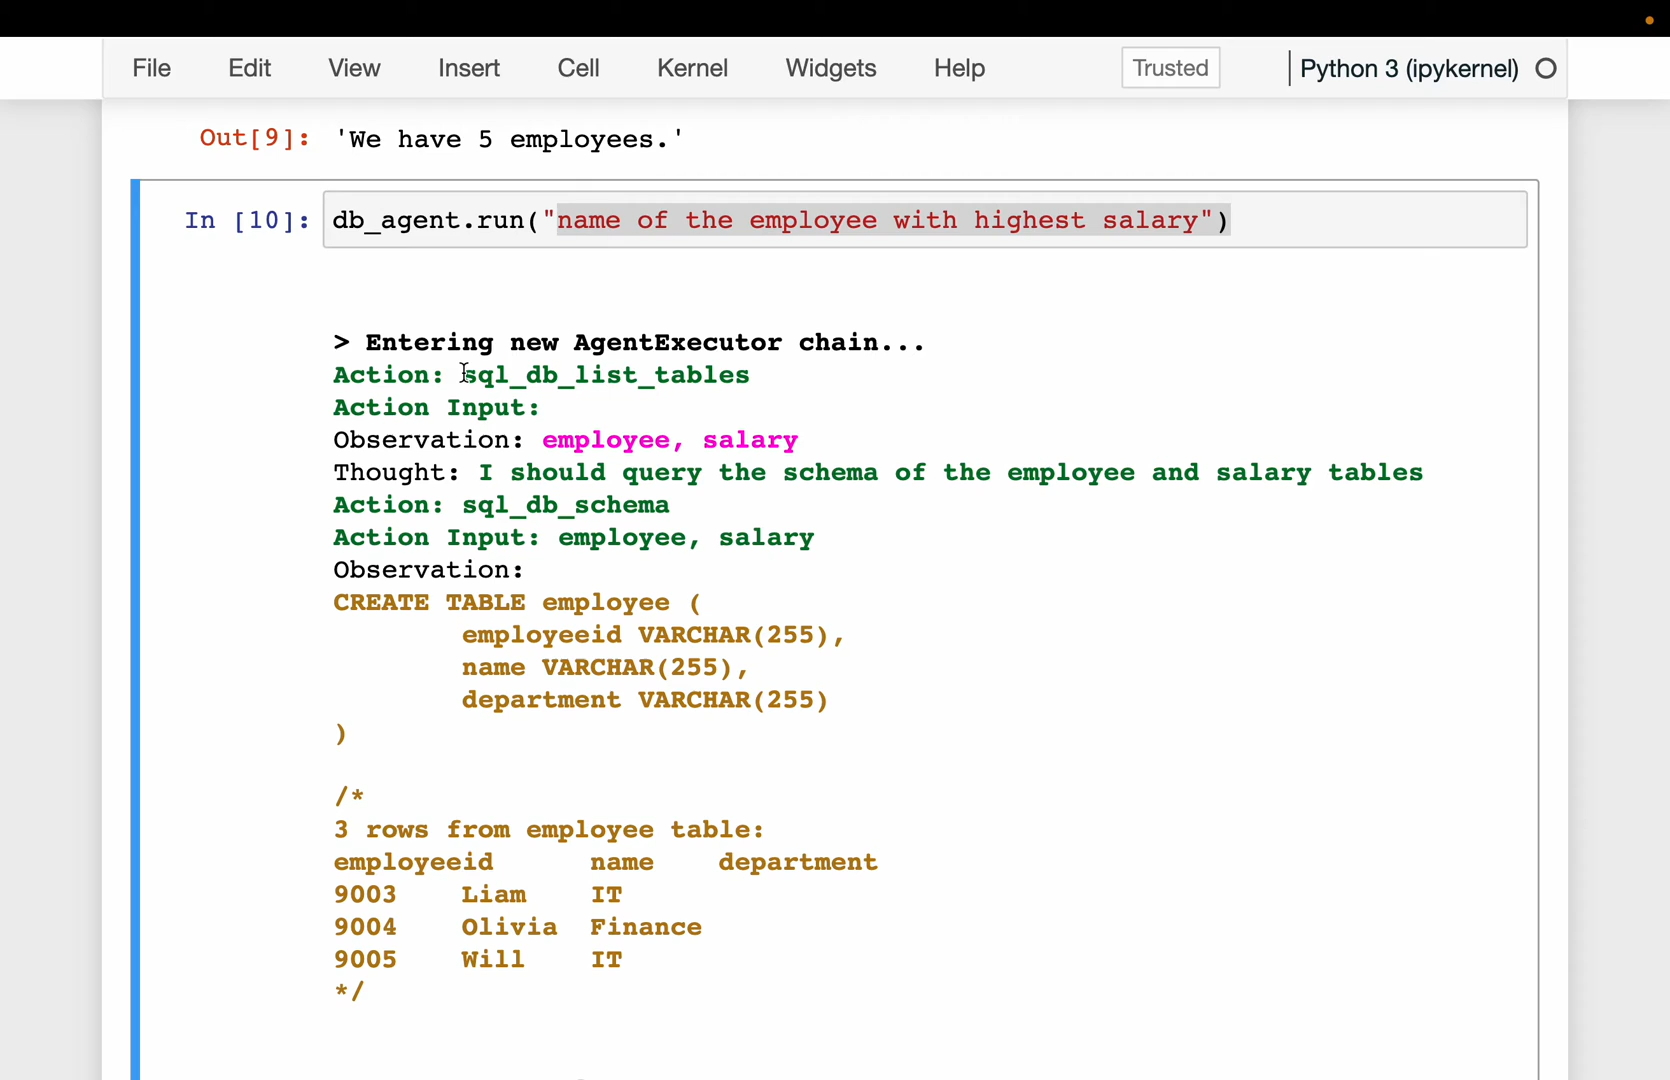 File Edit View Insert Cell Kernel Widgets Help Trusted Python 3 (ipykernel)
Out[9]: 'We have 5 employees.'
In [10]: db_agent.run("name of the employee with highest salary")
> Entering new AgentExecutor chain...
Action: sql_db_list_tables
Action Input:
Observation: employee, salary
Thought: I should query the schema of the employee and salary tables
Action: sql_db_schema
Action Input: employee, salary
Observation:
CREATE TABLE employee (
employeeid VARCHAR(255),
name VARCHAR(255),
department VARCHAR(255)
)
/*
3 rows from employee table:
employeeid name department
9003 Liam IT
9004 Olivia Finance
9005 Will IT
*/